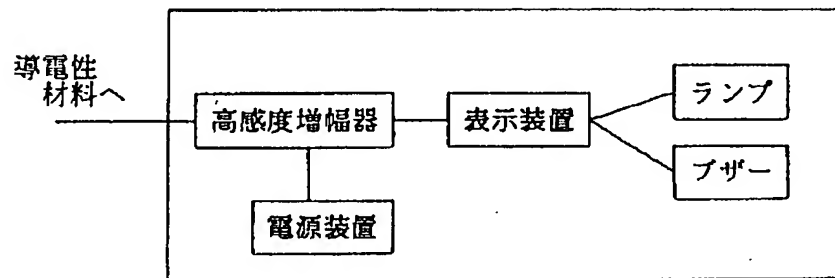 導電性
材料へ
高感度増幅器
表示装置
ランプ
ブザー
電源装置